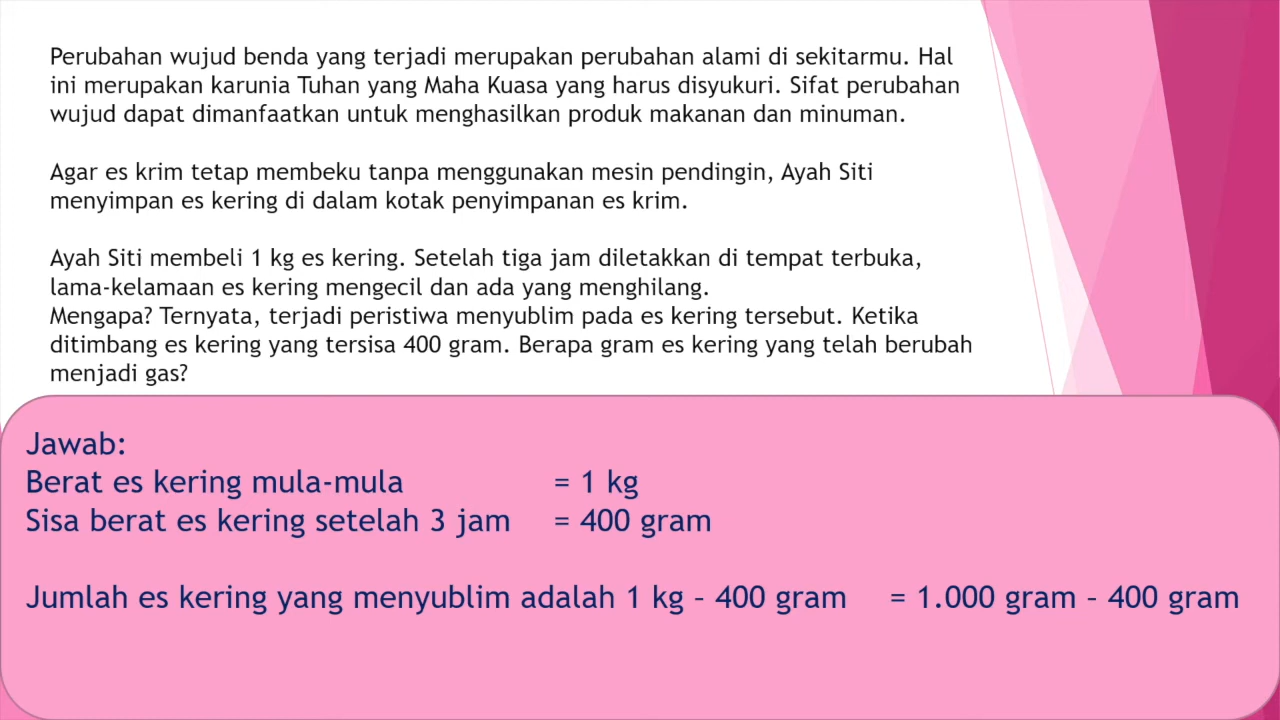 Perubahan wujud benda yang terjadi merupakan perubahan alami di sekitarmu. Hal
ini merupakan karunia Tuhan yang Maha Kuasa yang harus disyukuri. Sifat perubahan
wujud dapat dimanfaatkan untuk menghasilkan produk makanan dan minuman.
Agar es krim tetap membeku tanpa menggunakan mesin pendingin, Ayah Siti
menyimpan es kering di dalam kotak penyimpanan es krim.
Ayah Siti membeli 1 kg es kering. Setelah tiga jam diletakkan di tempat terbuka,
lama-kelamaan es kering mengecil dan ada yang menghilang.
Mengapa? Ternyata, terjadi peristiwa menyublim pada es kering tersebut. Ketika
ditimbang es kering yang tersisa 400 gram. Berapa gram es kering yang telah berubah
menjadi gas?
Jawab:
Berat es kering mula-mula = 1 kg
Sisa berat es kering setelah 3 jam = 400 gram
Jumlah es kering yang menyublim adalah 1 kg – 400 gram = 1.000 gram – 400 gram